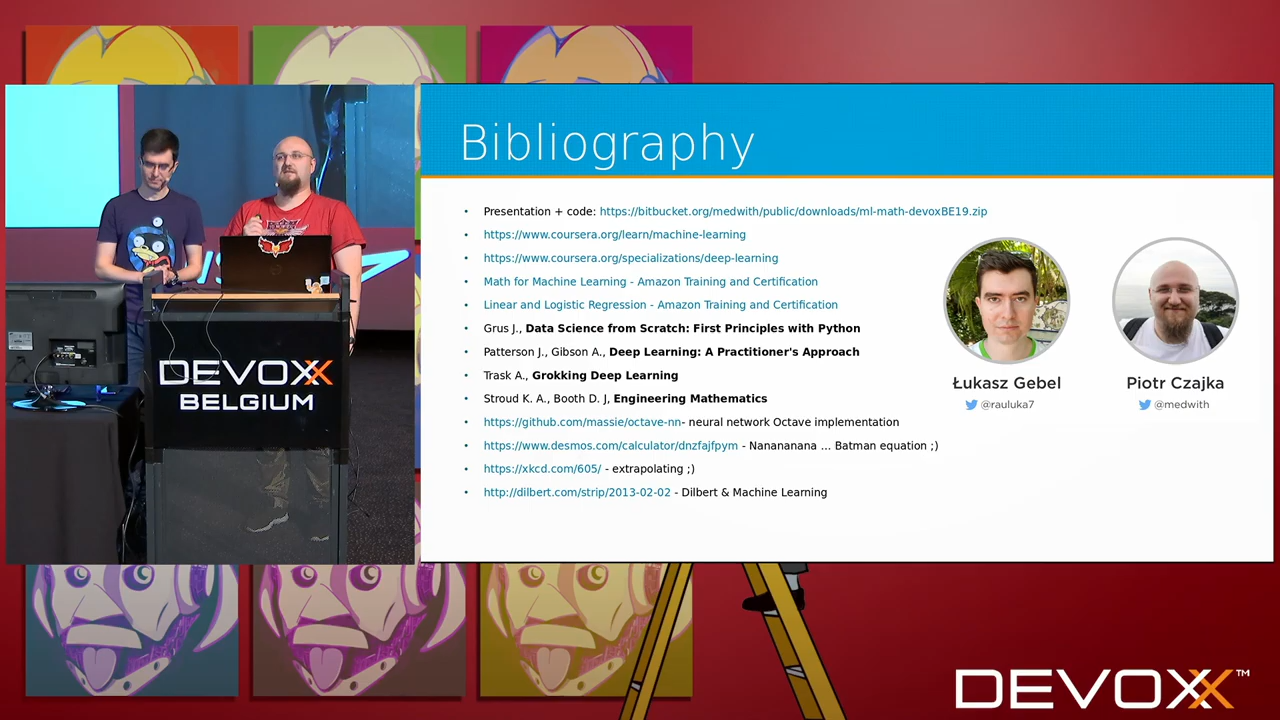 Bibliography
• Presentation + code: https://bitbucket.org/medwith/public/downloads/ml-math-devoxBE19.zip
• https://www.coursera.org/learn/machine-learning
• https://www.coursera.org/specializations/deep-learning
• Math for Machine Learning - Amazon Training and Certification
• Linear and Logistic Regression - Amazon Training and Certification
• Grus J., Data Science from Scratch: First Principles with Python
• Patterson J., Gibson A., Deep Learning: A Practitioner's Approach
• Trask A., Grokking Deep Learning
• Stroud K. A., Booth D. J, Engineering Mathematics
• https://github.com/massie/octave-nn- neural network Octave implementation
• https://www.desmos.com/calculator/dnzfajfpym - Nanananana ... Batman equation ;)
• https://xkcd.com/605/ - extrapolating ;)
• http://dilbert.com/strip/2013-02-02 - Dilbert & Machine Learning
Łukasz Gebel
@rauluka7
Piotr Czajka
@medwith
DEVOXX
BELGIUM
DEVOXX™